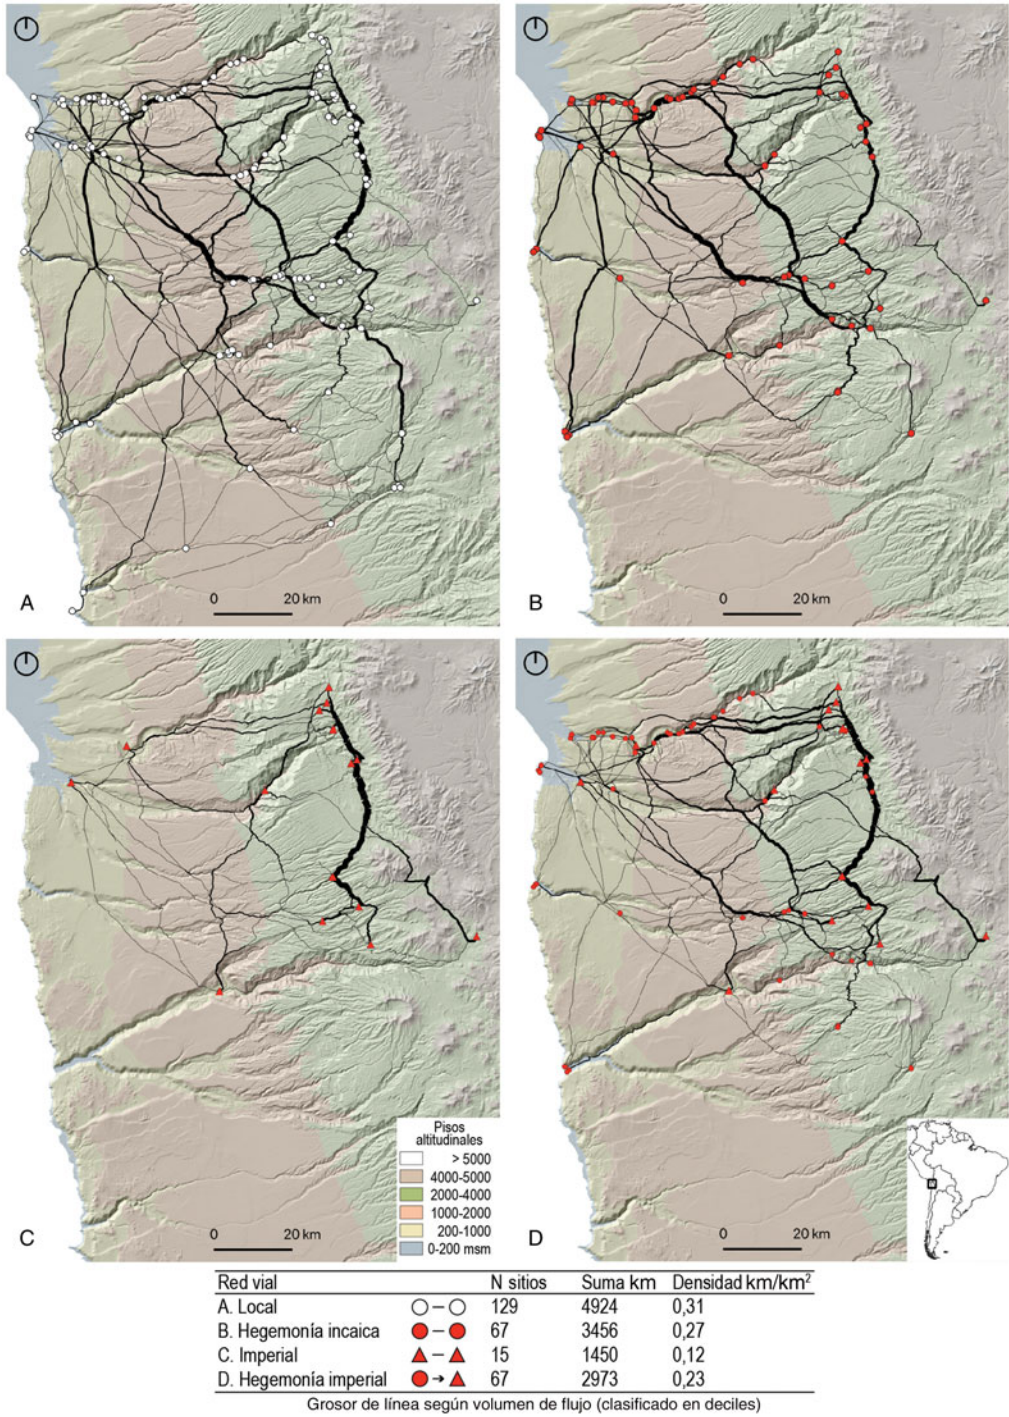 A
0 20 km
B
0 20 km
C
0 20 km
Pisos
altitudinales
> 5000
4000-5000
2000-4000
1000-2000
200-1000
0-200 msm
D
0 20 km
Red vial N sitios Suma km Densidad km/km²
A. Local 129 4924 0,31
B. Hegemonía incaica 67 3456 0,27
C. Imperial 15 1450 0,12
D. Hegemonía imperial 67 2973 0,23
Grosor de línea según volumen de flujo (clasificado en deciles)